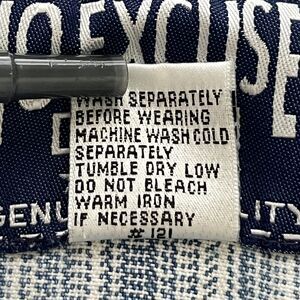 NO EXCUSE
WASH SEPARATELY
BEFORE WEARING
MACHINE WASH COLD
SEPARATELY
TUMBLE DRY LOW
DO NOT BLEACH
WARM IRON
IF NECESSARY
# 121